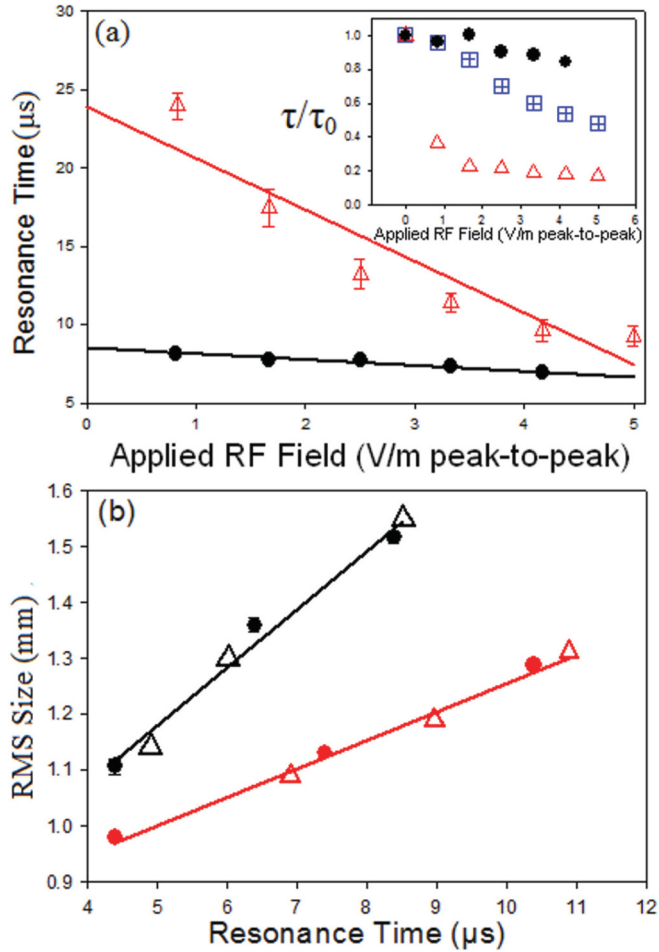 (a)
30
25
20
15
10
5
Resonance Time (μs)
0 1 2 3 4 5
Applied RF Field (V/m peak-to-peak)
τ/τ0
1.0
0.8
0.6
0.4
0.2
0.0
0 1 2 3 4 5 6
Applied RF Field (V/m peak-to-peak)
(b)
1.6
1.5
1.4
1.3
1.2
1.1
1.0
0.9
RMS Size (mm)
4 5 6 7 8 9 10 11 12
Resonance Time (μs)